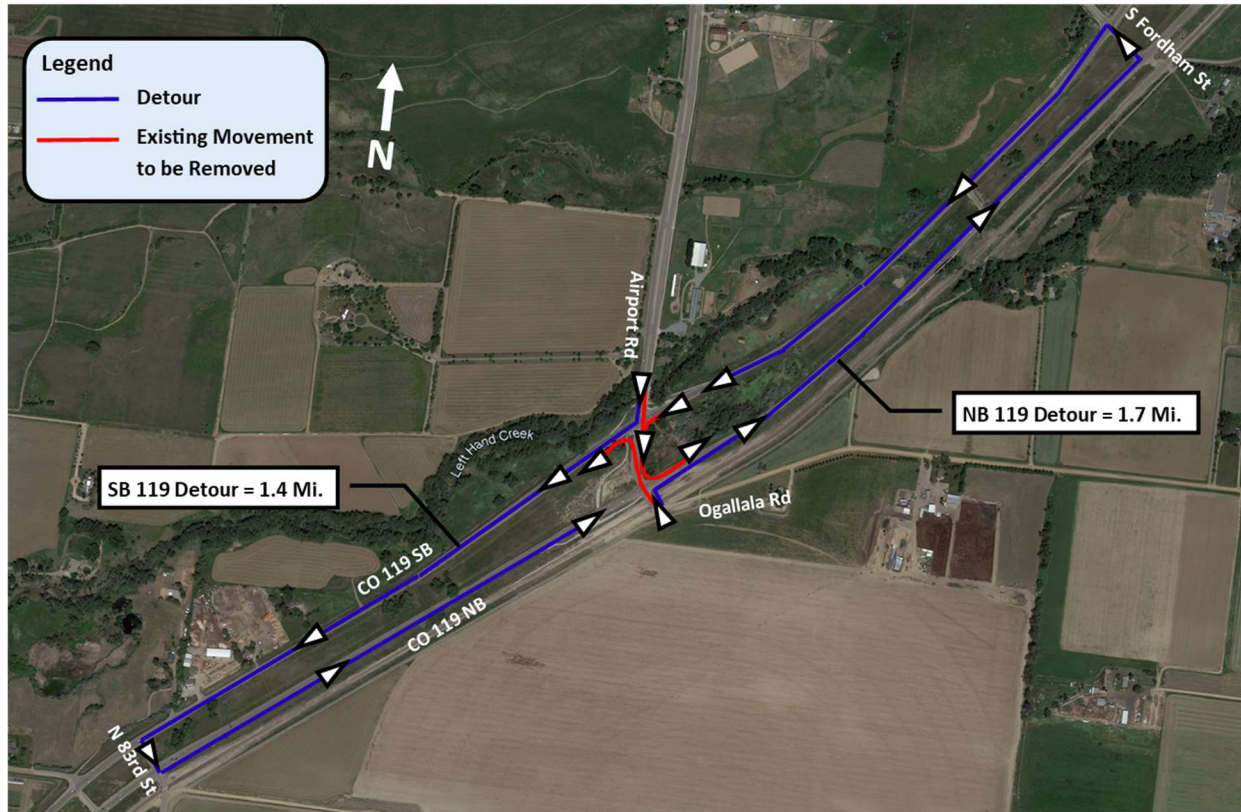 Legend
Detour
Existing Movement
to be Removed
N
S Fordham St
Airport Rd
Left Hand Creek
NB 119 Detour = 1.7 Mi.
SB 119 Detour = 1.4 Mi.
Ogallala Rd
CO 119 SB
CO 119 NB
N 83rd St